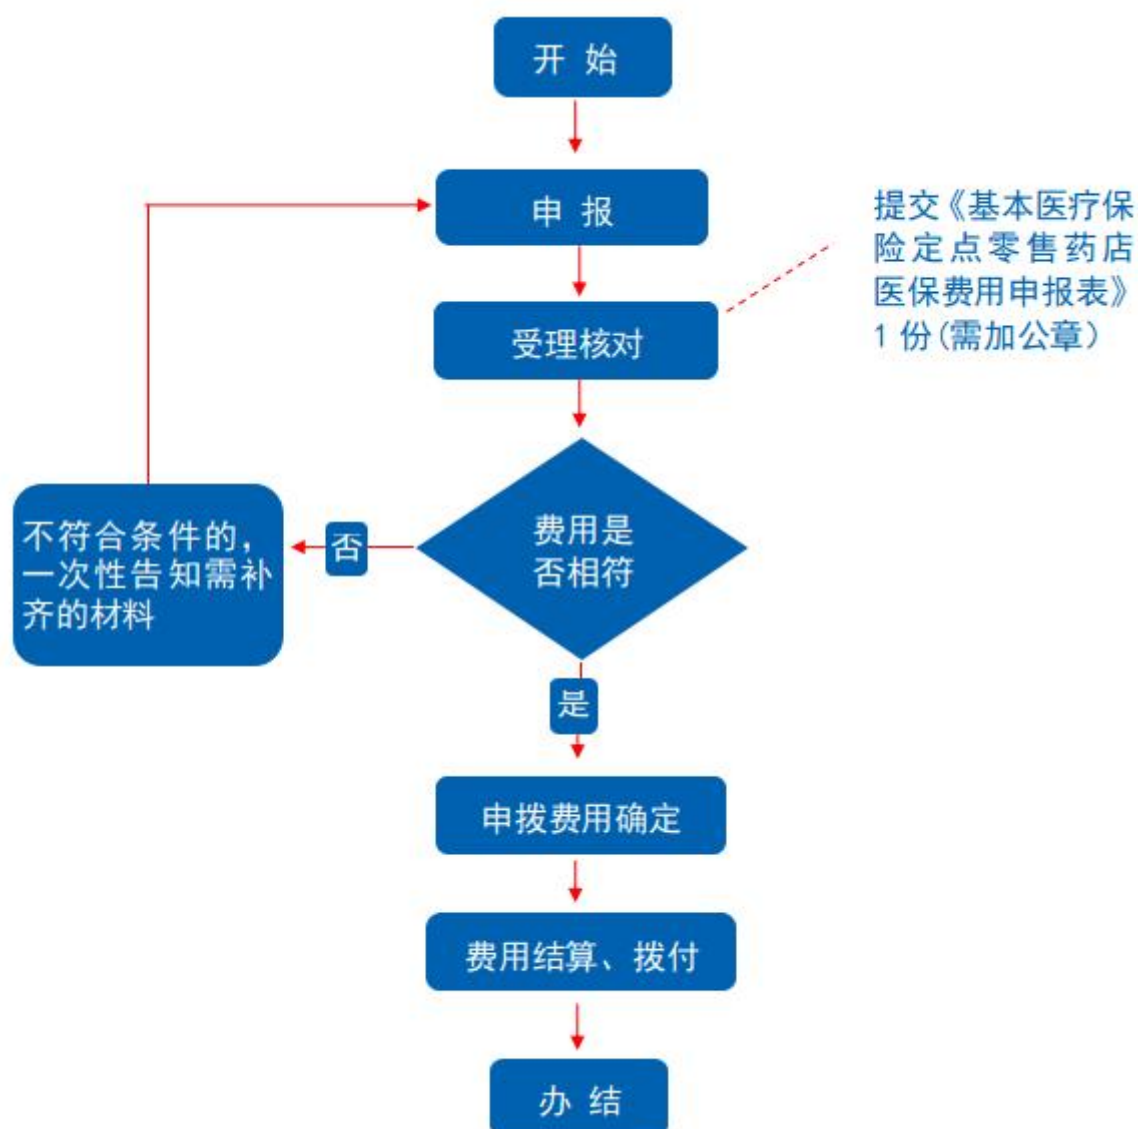 开 始
申 报
提交《基本医疗保
险定点零售药店
医保费用申报表》
1 份(需加公章）
受理核对
费用是
否相符
否
不符合条件的，
一次性告知需补
齐的材料
是
申拨费用确定
费用结算、拨付
办 结